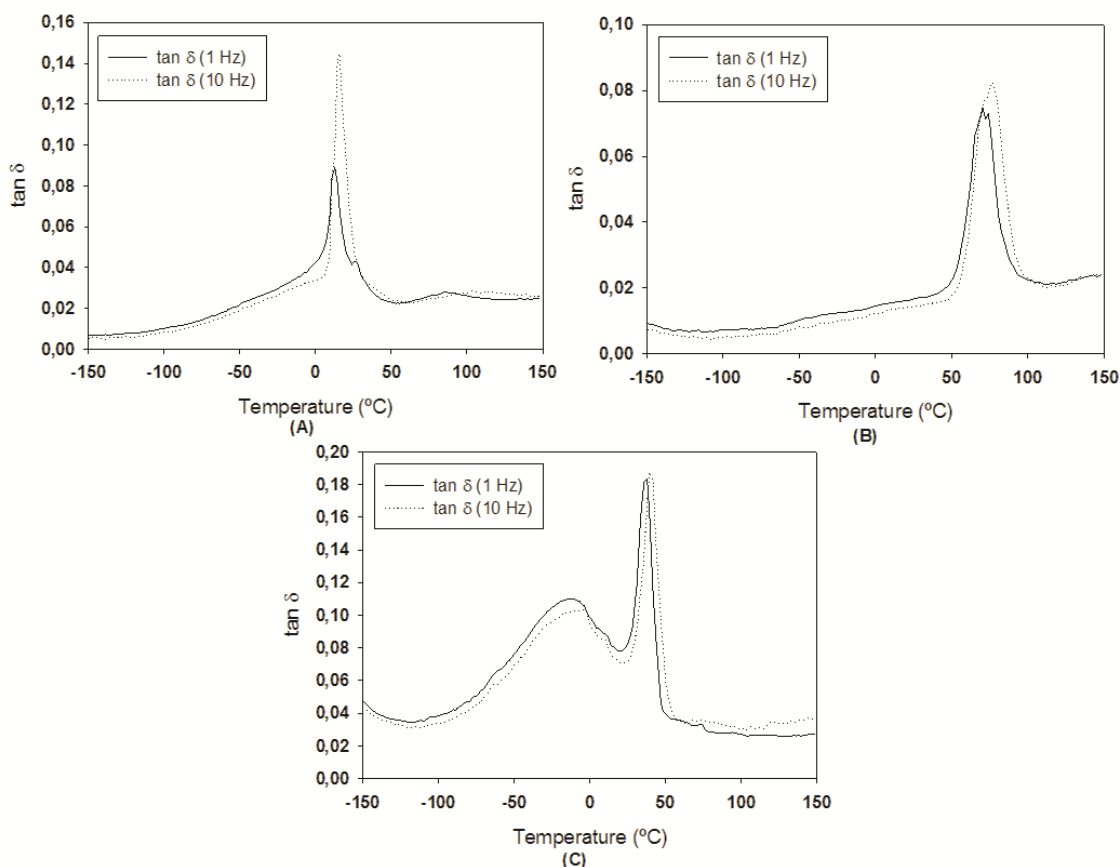 0,16
0,14
0,12
0,10
0,08
0,06
0,04
0,02
0,00
tan δ
tan δ (1 Hz)
tan δ (10 Hz)
-150 -100 -50 0 50 100 150
Temperature (ºC)
(A)
0,10
0,08
0,06
0,04
0,02
0,00
tan δ
tan δ (1 Hz)
tan δ (10 Hz)
-150 -100 -50 0 50 100 150
Temperature (ºC)
(B)
0,20
0,18
0,16
0,14
0,12
0,10
0,08
0,06
0,04
0,02
0,00
tan δ
tan δ (1 Hz)
tan δ (10 Hz)
-150 -100 -50 0 50 100 150
Temperature (ºC)
(C)